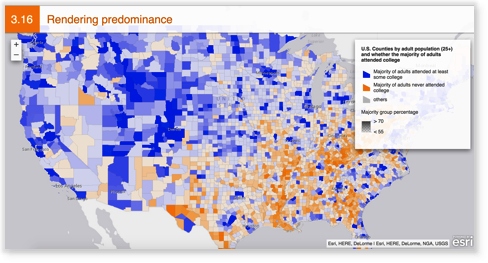 3.16 Rendering predominance
+
−
U.S. Counties by adult population (25+)
and whether the majority of adults
attended college
Majority of adults attended at least
some college
Majority of adults never attended
college
others
Majority group percentage
> 70
< 55
Los Angeles
Esri, HERE, DeLorme | Esri, HERE, DeLorme, NGA, USGS
esri